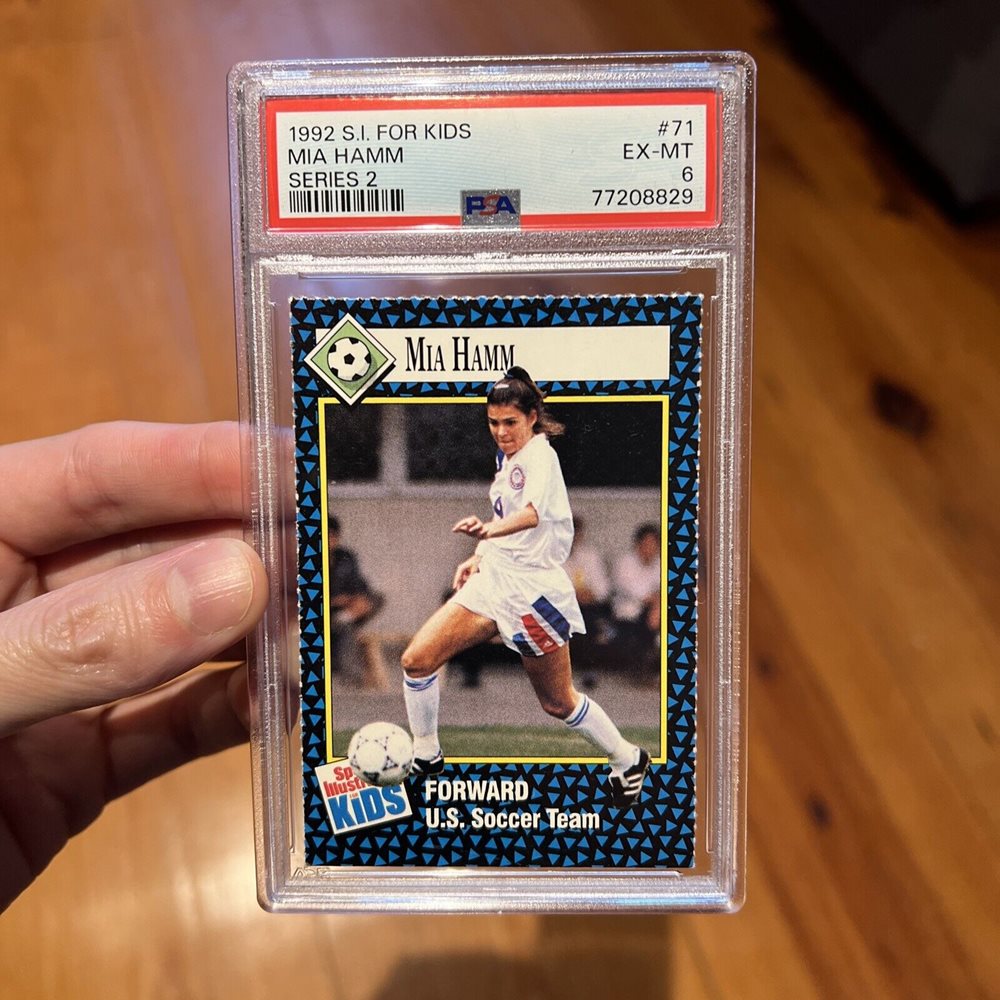 1992 S.I. FOR KIDS #71
MIA HAMM EX-MT
SERIES 2 6
PSA 77208829
MIA HAMM
KIDS
FORWARD
U.S. Soccer Team